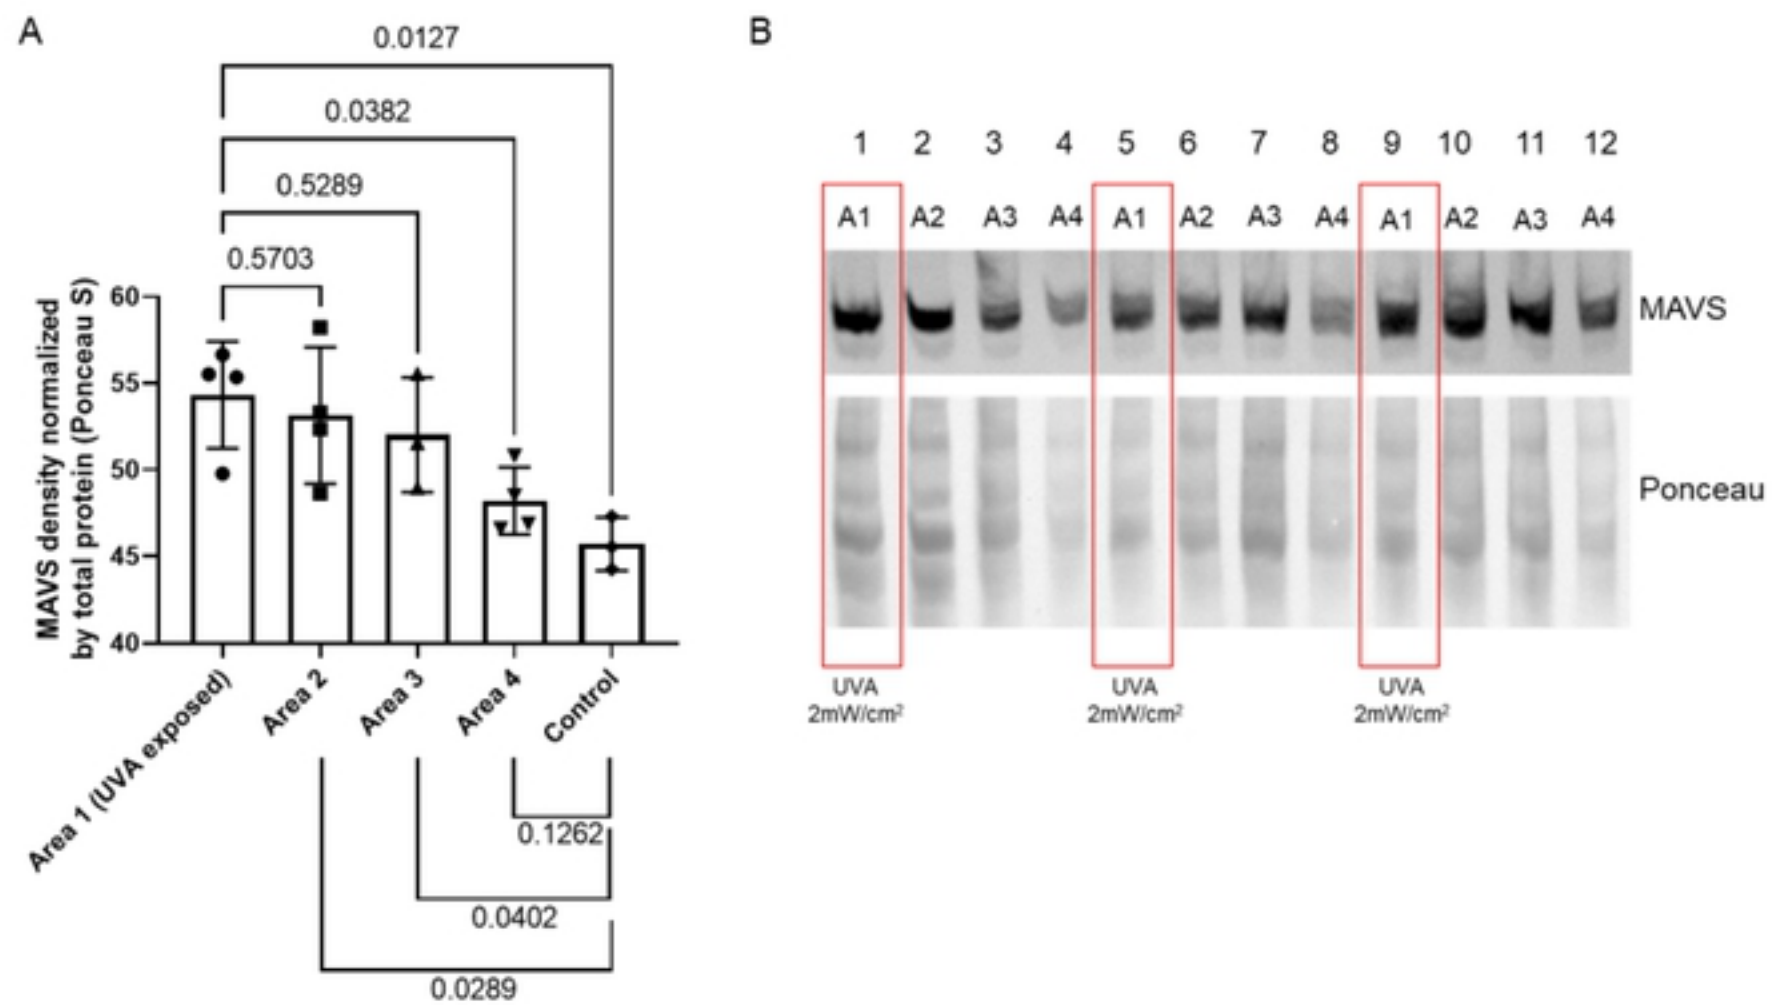 A
0.0127
0.0382
0.5289
0.5703
MAVS density normalized
by total protein (Ponceau S)
60
55
50
45
40
Area 1 (UVA exposed)
Area 2
Area 3
Area 4
Control
0.1262
0.0402
0.0289
B
1 2 3 4 5 6 7 8 9 10 11 12
A1 A2 A3 A4 A1 A2 A3 A4 A1 A2 A3 A4
MAVS
Ponceau
UVA UVA UVA
2mW/cm² 2mW/cm² 2mW/cm²